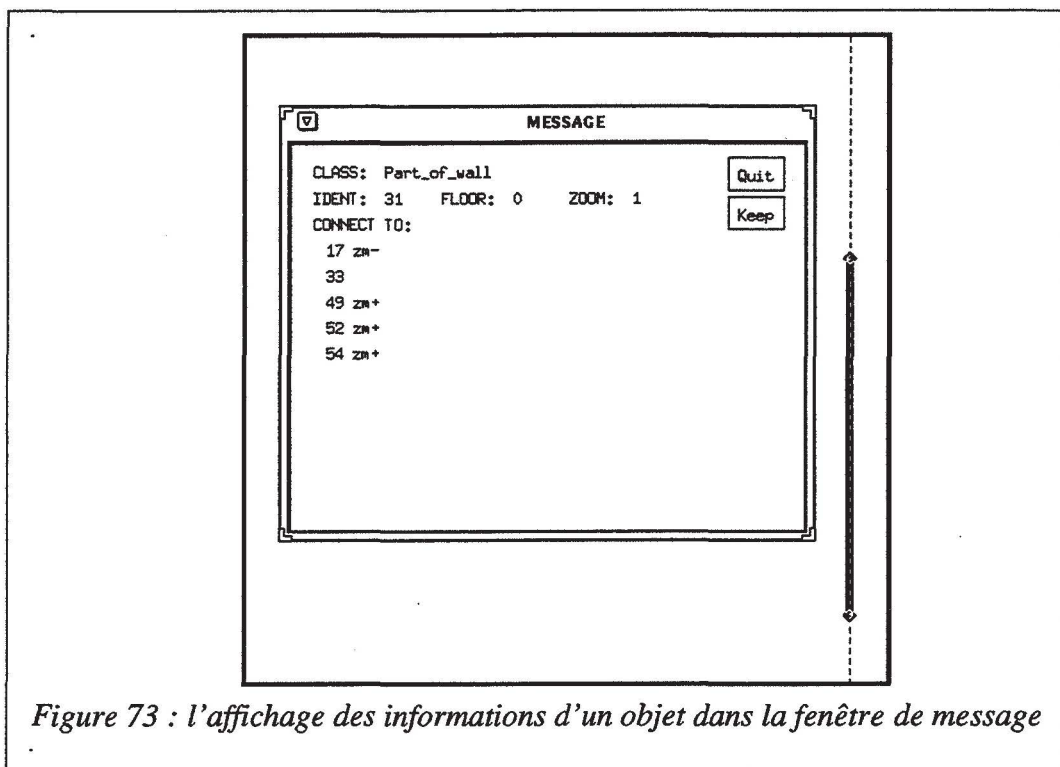 MESSAGE
CLASS: Part_of_wall
Quit
IDENT: 31 FLOOR: 0 ZOOM: 1
Keep
CONNECT TO:
17 zm-
33
49 zm+
52 zm+
54 zm+
Figure 73 : l'affichage des informations d'un objet dans la fenêtre de message